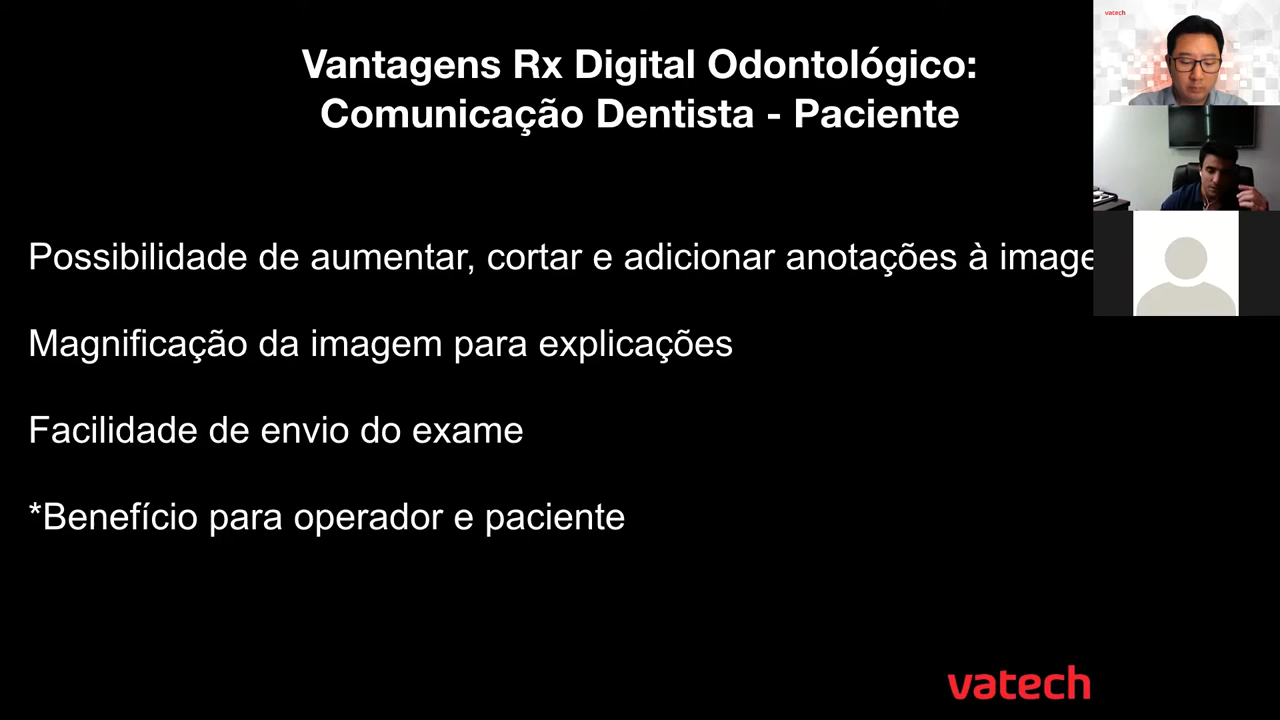 Vantagens Rx Digital Odontológico:
Comunicação Dentista - Paciente
Possibilidade de aumentar, cortar e adicionar anotações à image
Magnificação da imagem para explicações
Facilidade de envio do exame
*Benefício para operador e paciente
vatech
vatech